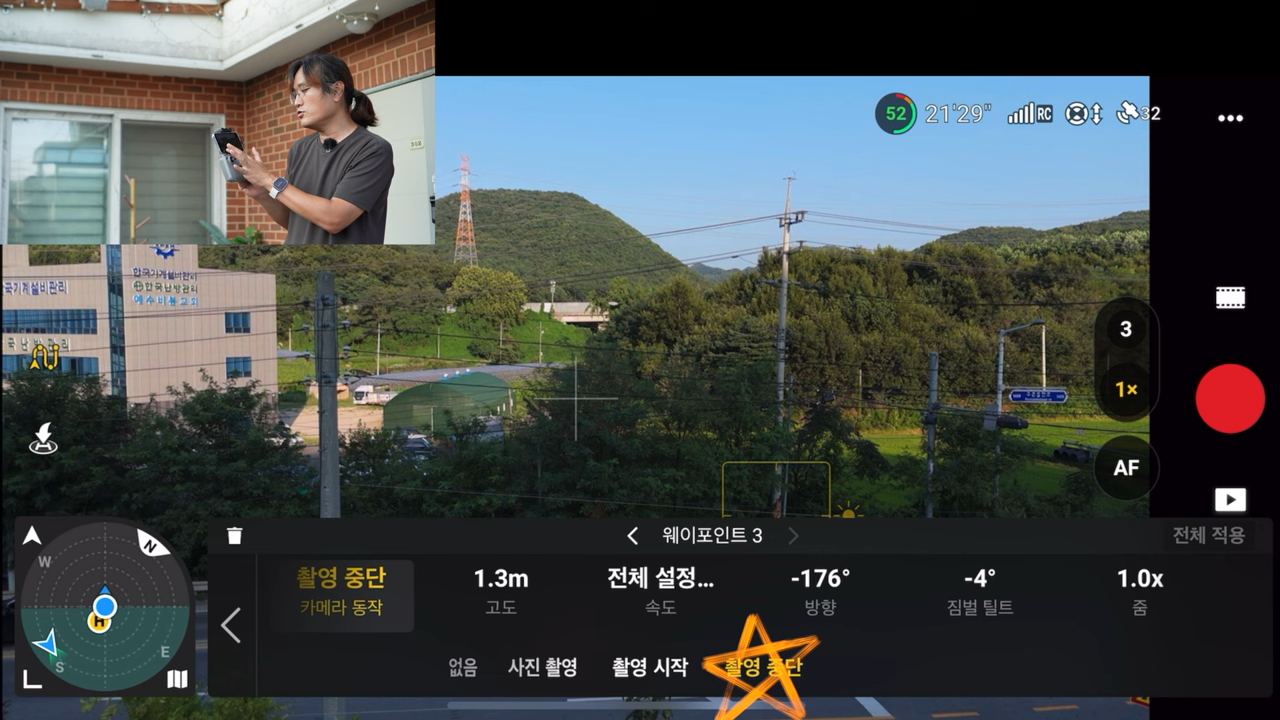 52 21'29" RC 32
한국기계설비관리
한국난방관리
예수비봉교회
3
1×
AF
N
W
H
S
E
웨이포인트 3
전체 적용
촬영 중단
카메라 동작
1.3m
고도
전체 설정...
속도
-176°
방향
-4°
짐벌 틸트
1.0x
줌
없음 사진 촬영 촬영 시작 촬영 중단